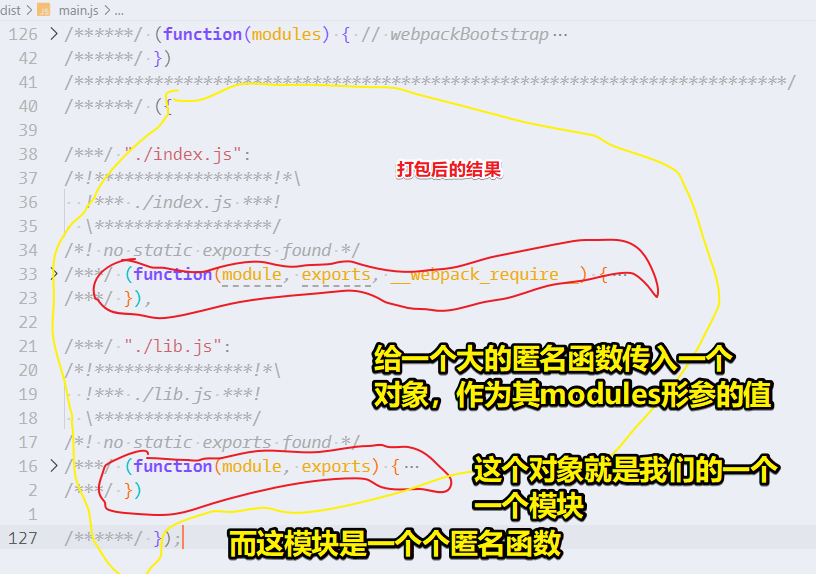 dist > JS main.js > ...
126 > /******/ (function(modules) { // webpackBootstrap…
42 /******/ })
41 /************************************************************************/
40 /******/ ({
39
38 /***/ "./index.js":
37 /*!******************!*\
打包后的结果
36 !*** ./index.js ***!
35 \******************/
34 /*! no static exports found */
33 > /***/ (function(module, exports, __webpack_require__) {…
23 /***/ }),
22
21 /***/ "./lib.js":
给一个大的匿名函数传入一个
20 /*!****************!*\
19 !*** ./lib.js ***!
对象，作为其modules形参的值
18 \****************/
17 /*! no static exports found */
16 > /***/ (function(module, exports) {…
这个对象就是我们的一个
2 /***/ })
一个模块
1
127 /******/ });
而这模块是一个个匿名函数